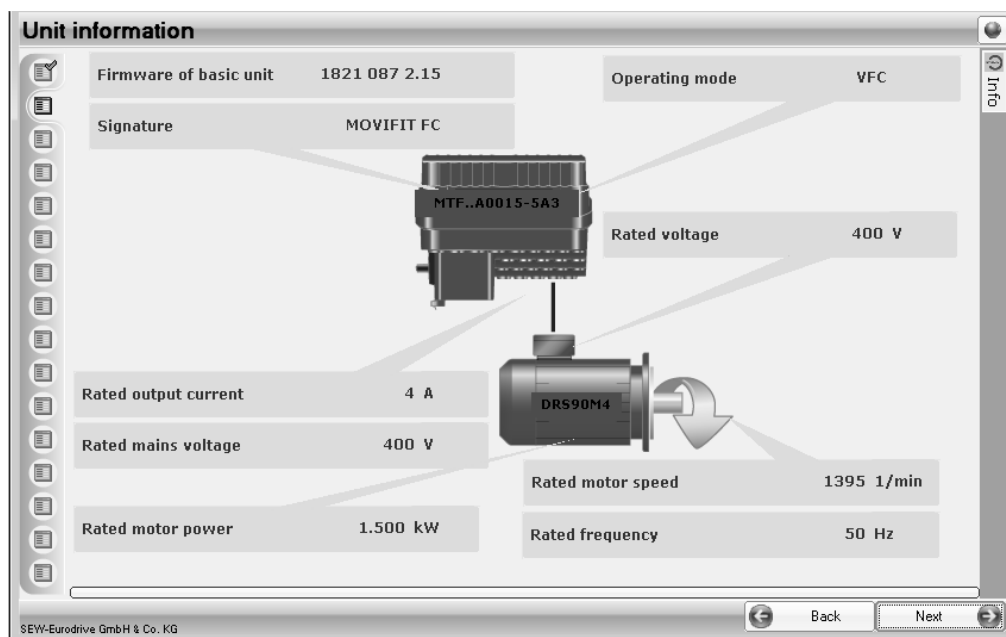 Unit information
Firmware of basic unit 1821 087 2.15
Operating mode VFC
Signature MOVIFIT FC
Info
MTF..A0015-5A3
Rated voltage 400 V
Rated output current 4 A
DRS90M4
Rated mains voltage 400 V
Rated motor speed 1395 1/min
Rated motor power 1.500 kW
Rated frequency 50 Hz
Back
Next
SEW-Eurodrive GmbH & Co. KG